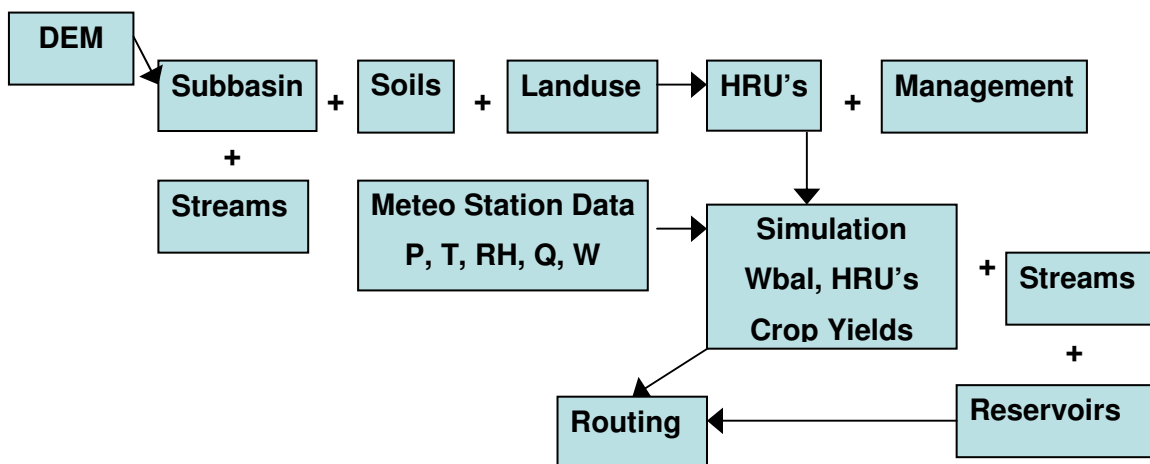 DEM
Subbasin + Soils + Landuse HRU's + Management
+
Streams
Meteo Station Data
P, T, RH, Q, W
Simulation
Wbal, HRU's
Crop Yields
+ Streams
+
Reservoirs
Routing